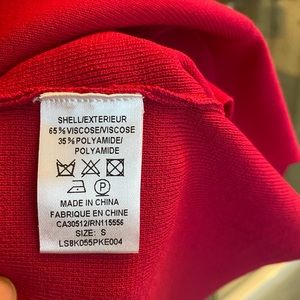 SHELL/EXTERIEUR
65%VISCOSE/VISCOSE
35%POLYAMIDE/
POLYAMIDE
P
MADE IN CHINA
FABRIQUE EN CHINE
CA30512/RN115556
SIZE: S
LS8K055PKE004